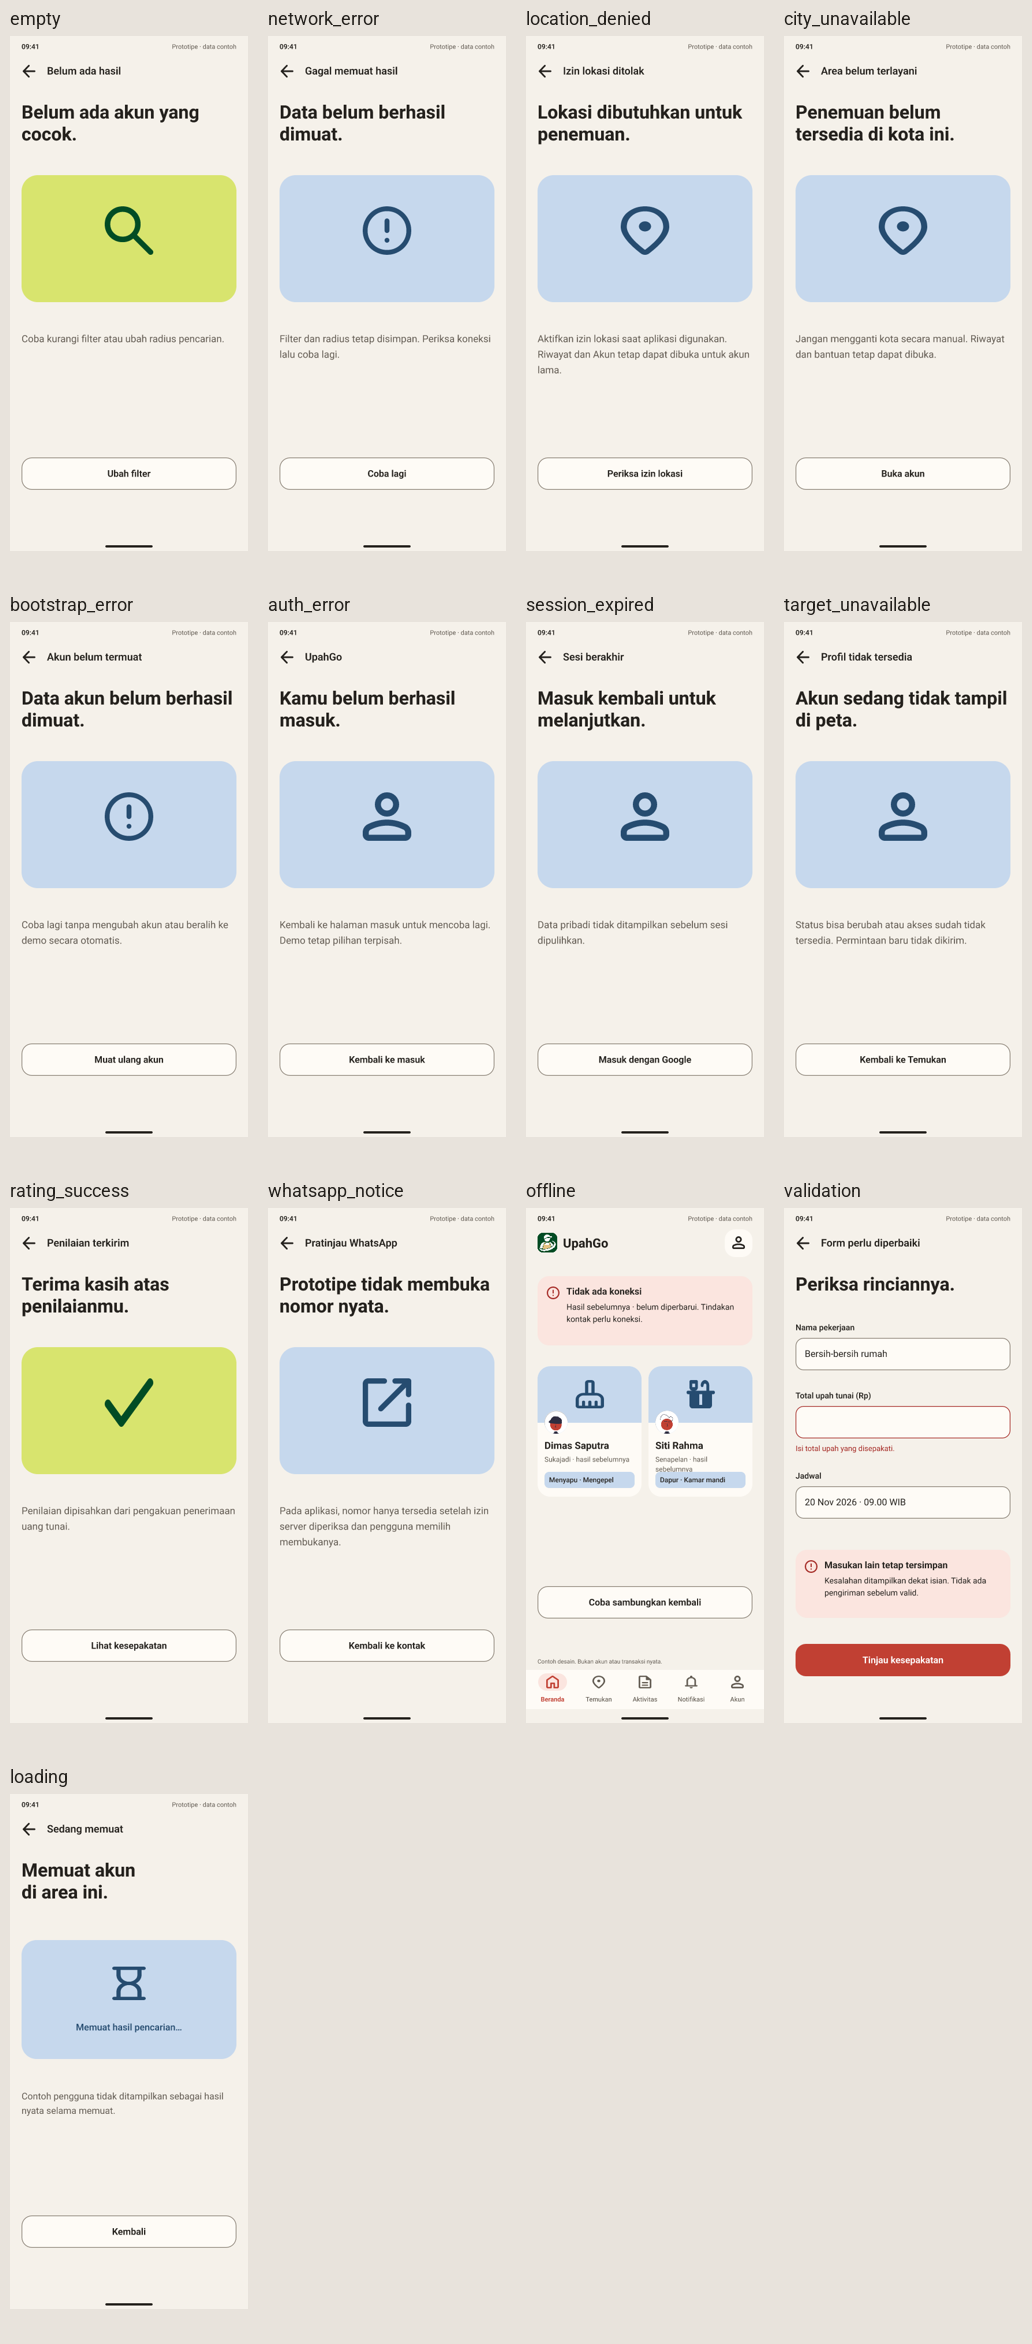 empty
09:41
Prototipe · data contoh
Belum ada hasil
Belum ada akun yang
cocok.
Coba kurangi filter atau ubah radius pencarian.
Ubah filter
network_error
09:41
Prototipe · data contoh
Gagal memuat hasil
Data belum berhasil
dimuat.
Filter dan radius tetap disimpan. Periksa koneksi
lalu coba lagi.
Coba lagi
location_denied
09:41
Prototipe · data contoh
Izin lokasi ditolak
Lokasi dibutuhkan untuk
penemuan.
Aktifkan izin lokasi saat aplikasi digunakan.
Riwayat dan Akun tetap dapat dibuka untuk akun
lama.
Periksa izin lokasi
city_unavailable
09:41
Prototipe · data contoh
Area belum terlayani
Penemuan belum
tersedia di kota ini.
Jangan mengganti kota secara manual. Riwayat
dan bantuan tetap dapat dibuka.
Buka akun
bootstrap_error
09:41
Prototipe · data contoh
Akun belum termuat
Data akun belum berhasil
dimuat.
Coba lagi tanpa mengubah akun atau beralih ke
demo secara otomatis.
Muat ulang akun
auth_error
09:41
Prototipe · data contoh
UpahGo
Kamu belum berhasil
masuk.
Kembali ke halaman masuk untuk mencoba lagi.
Demo tetap pilihan terpisah.
Kembali ke masuk
session_expired
09:41
Prototipe · data contoh
Sesi berakhir
Masuk kembali untuk
melanjutkan.
Data pribadi tidak ditampilkan sebelum sesi
dipulihkan.
Masuk dengan Google
target_unavailable
09:41
Prototipe · data contoh
Profil tidak tersedia
Akun sedang tidak tampil
di peta.
Status bisa berubah atau akses sudah tidak
tersedia. Permintaan baru tidak dikirim.
Kembali ke Temukan
rating_success
09:41
Prototipe · data contoh
Penilaian terkirim
Terima kasih atas
penilaianmu.
Penilaian dipisahkan dari pengakuan penerimaan
uang tunai.
Lihat kesepakatan
whatsapp_notice
09:41
Prototipe · data contoh
Pratinjau WhatsApp
Prototipe tidak membuka
nomor nyata.
Pada aplikasi, nomor hanya tersedia setelah izin
server diperiksa dan pengguna memilih
membukanya.
Kembali ke kontak
offline
09:41
Prototipe · data contoh
UpahGo
Tidak ada koneksi
Hasil sebelumnya · belum diperbarui. Tindakan
kontak perlu koneksi.
Dimas Saputra
Sukajadi · hasil sebelumnya
Menyapu · Mengepel
Siti Rahma
Senapelan · hasil
sebelumnya
Dapur · Kamar mandi
Coba sambungkan kembali
Contoh desain. Bukan akun atau transaksi nyata.
Beranda
Temukan
Aktivitas
Notifikasi
Akun
validation
09:41
Prototipe · data contoh
Form perlu diperbaiki
Periksa rinciannya.
Nama pekerjaan
Bersih-bersih rumah
Total upah tunai (Rp)
Isi total upah yang disepakati.
Jadwal
20 Nov 2026 · 09.00 WIB
Masukan lain tetap tersimpan
Kesalahan ditampilkan dekat isian. Tidak ada
pengiriman sebelum valid.
Tinjau kesepakatan
loading
09:41
Prototipe · data contoh
Sedang memuat
Memuat akun
di area ini.
Memuat hasil pencarian...
Contoh pengguna tidak ditampilkan sebagai hasil
nyata selama memuat.
Kembali